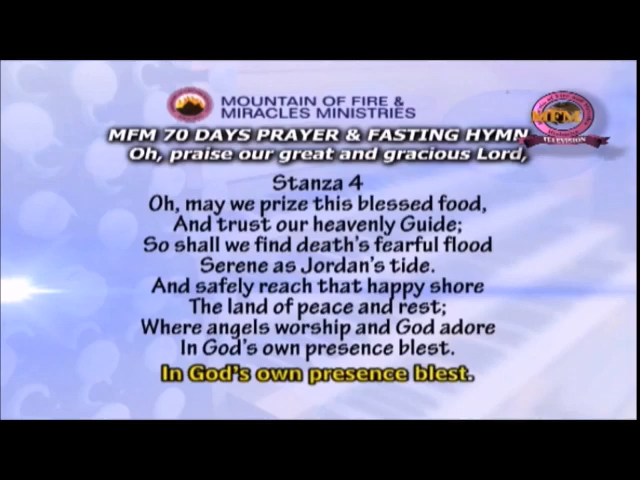 MOUNTAIN OF FIRE &
MIRACLES MINISTRIES
MFM 70 DAYS PRAYER & FASTING HYMN
Oh, praise our great and gracious Lord,
MFM
TELEVISION
Stanza 4
Oh, may we prize this blessed food,
And trust our heavenly Guide;
So shall we find death's fearful flood
Serene as Jordan's tide.
And safely reach that happy shore
The land of peace and rest;
Where angels worship and God adore
In God's own presence blest.
In God's own presence blest.